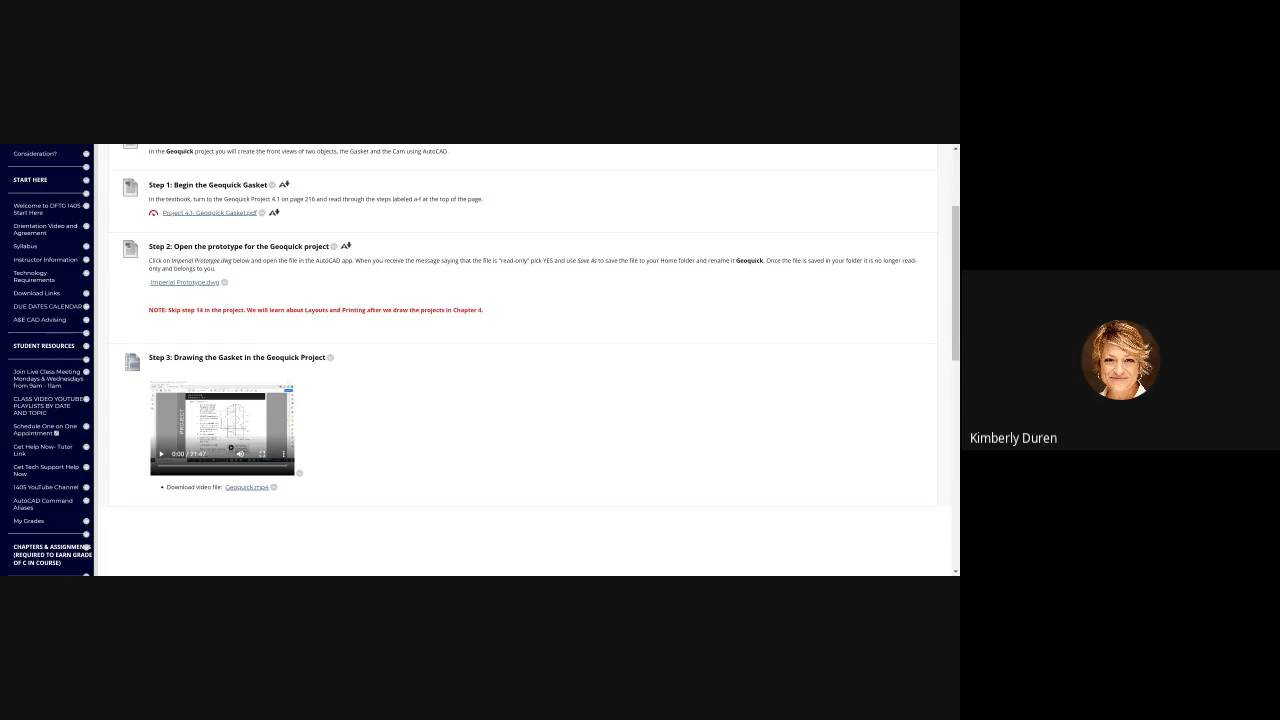 Consideration?
START HERE
Welcome to DFTG 1405
Start Here
Orientation Video and
Agreement
Syllabus
Instructor Information
Technology
Requirements
Download Links
DUE DATES CALENDAR
A&E CAD Advising
STUDENT RESOURCES
Join Live Class Meeting
Mondays & Wednesdays
from 9am - 11am
CLASS VIDEO YOUTUBE
PLAYLISTS BY DATE
AND TOPIC
Schedule One on One
Appointment
Get Help Now- Tutor
Link
Get Tech Support Help
Now
1405 YouTube Channel
AutoCAD Command
Aliases
My Grades
CHAPTERS & ASSIGNMENTS
(REQUIRED TO EARN GRADE
OF C IN COURSE)
In the Geoquick project you will create the front views of two objects, the Gasket and the Cam using AutoCAD.
Step 1: Begin the Geoquick Gasket
In the textbook, turn to the Geoquick Project 4.1 on page 216 and read through the steps labeled a-f at the top of the page.
Project 4.1- Geoquick Gasket.pdf
Step 2: Open the prototype for the Geoquick project
Click on Imperial Prototype.dwg below and open the file in the AutoCAD app. When you receive the message saying that the file is "read-only" pick YES and use Save As to save the file to your Home folder and rename it Geoquick. Once the file is saved in your folder it is no longer read-
only and belongs to you.
Imperial Prototype.dwg
NOTE: Skip step 14 in the project. We will learn about Layouts and Printing after we draw the projects in Chapter 4.
Step 3: Drawing the Gasket in the Geoquick Project
PROJECT
0:00 / 21:47
• Download video file: Geoquick.mp4
Kimberly Duren